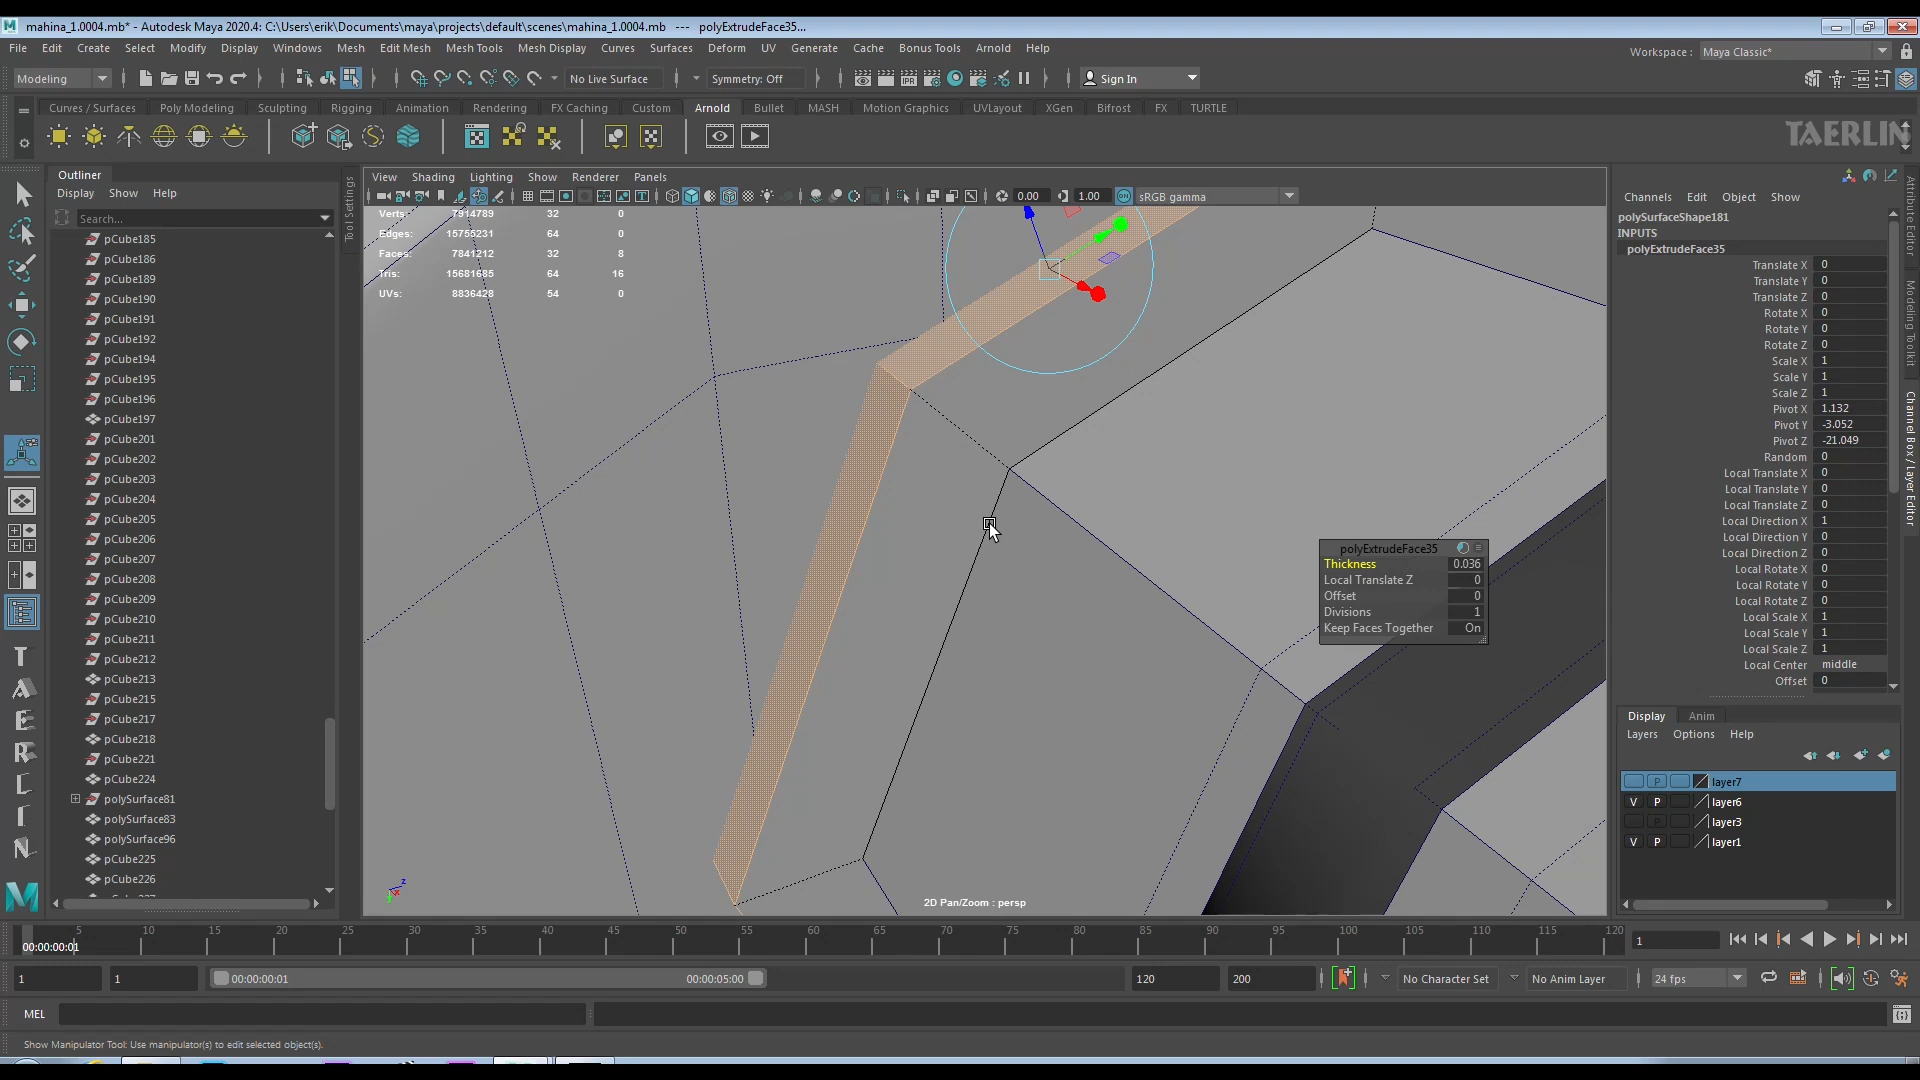 mahina_1.0004.mb* - Autodesk Maya 2020.4: C:\Users\erik\Documents\maya\projects\default\scenes\mahina_1.0004.mb --- polyExtrudeFace35...
File Edit Create Select Modify Display Windows Mesh Edit Mesh Mesh Tools Mesh Display Curves Surfaces Deform UV Generate Cache Bonus Tools Arnold Help
Workspace : Maya Classic*
Modeling No Live Surface Symmetry: Off Sign In
Curves / Surfaces Poly Modeling Sculpting Rigging Animation Rendering FX Caching Custom Arnold Bullet MASH Motion Graphics UVLayout XGen Bifrost FX TURTLE
TAERLIN
Outliner
Display Show Help
Search...
pCube185
pCube186
pCube189
pCube190
pCube191
pCube192
pCube194
pCube195
pCube196
pCube197
pCube201
pCube202
pCube203
pCube204
pCube205
pCube206
pCube207
pCube208
pCube209
pCube210
pCube211
pCube212
pCube213
pCube215
pCube217
pCube218
pCube221
pCube224
polySurface81
polySurface83
polySurface96
pCube225
pCube226
Tool Settings
View Shading Lighting Show Renderer Panels
0.00 1.00 ON sRGB gamma
Verts: 7914789 32 0
Edges: 15755231 64 0
Faces: 7841212 32 8
Tris: 15681685 64 16
UVs: 8836428 54 0
polyExtrudeFace35
Thickness 0.036
Local Translate Z 0
Offset 0
Divisions 1
Keep Faces Together On
2D Pan/Zoom : persp
Channels Edit Object Show
polySurfaceShape181
INPUTS
polyExtrudeFace35
Translate X 0
Translate Y 0
Translate Z 0
Rotate X 0
Rotate Y 0
Rotate Z 0
Scale X 1
Scale Y 1
Scale Z 1
Pivot X 1.132
Pivot Y -3.052
Pivot Z -21.049
Random 0
Local Translate X 0
Local Translate Y 0
Local Translate Z 0
Local Direction X 1
Local Direction Y 0
Local Direction Z 0
Local Rotate X 0
Local Rotate Y 0
Local Rotate Z 0
Local Scale X 1
Local Scale Y 1
Local Scale Z 1
Local Center middle
Offset 0
Attribute Editor
Modeling Toolkit
Channel Box / Layer Editor
Display Anim
Layers Options Help
P layer7
V P layer6
layer3
V P layer1
5 10 15 20 25 30 35 40 45 50 55 60 65 70 75 80 85 90 95 100 105 110 115 120
00:00:00:01
1
1 1 00:00:00:01 00:00:05:00 120 200 No Character Set No Anim Layer 24 fps
MEL
Show Manipulator Tool: Use manipulator(s) to edit selected object(s).